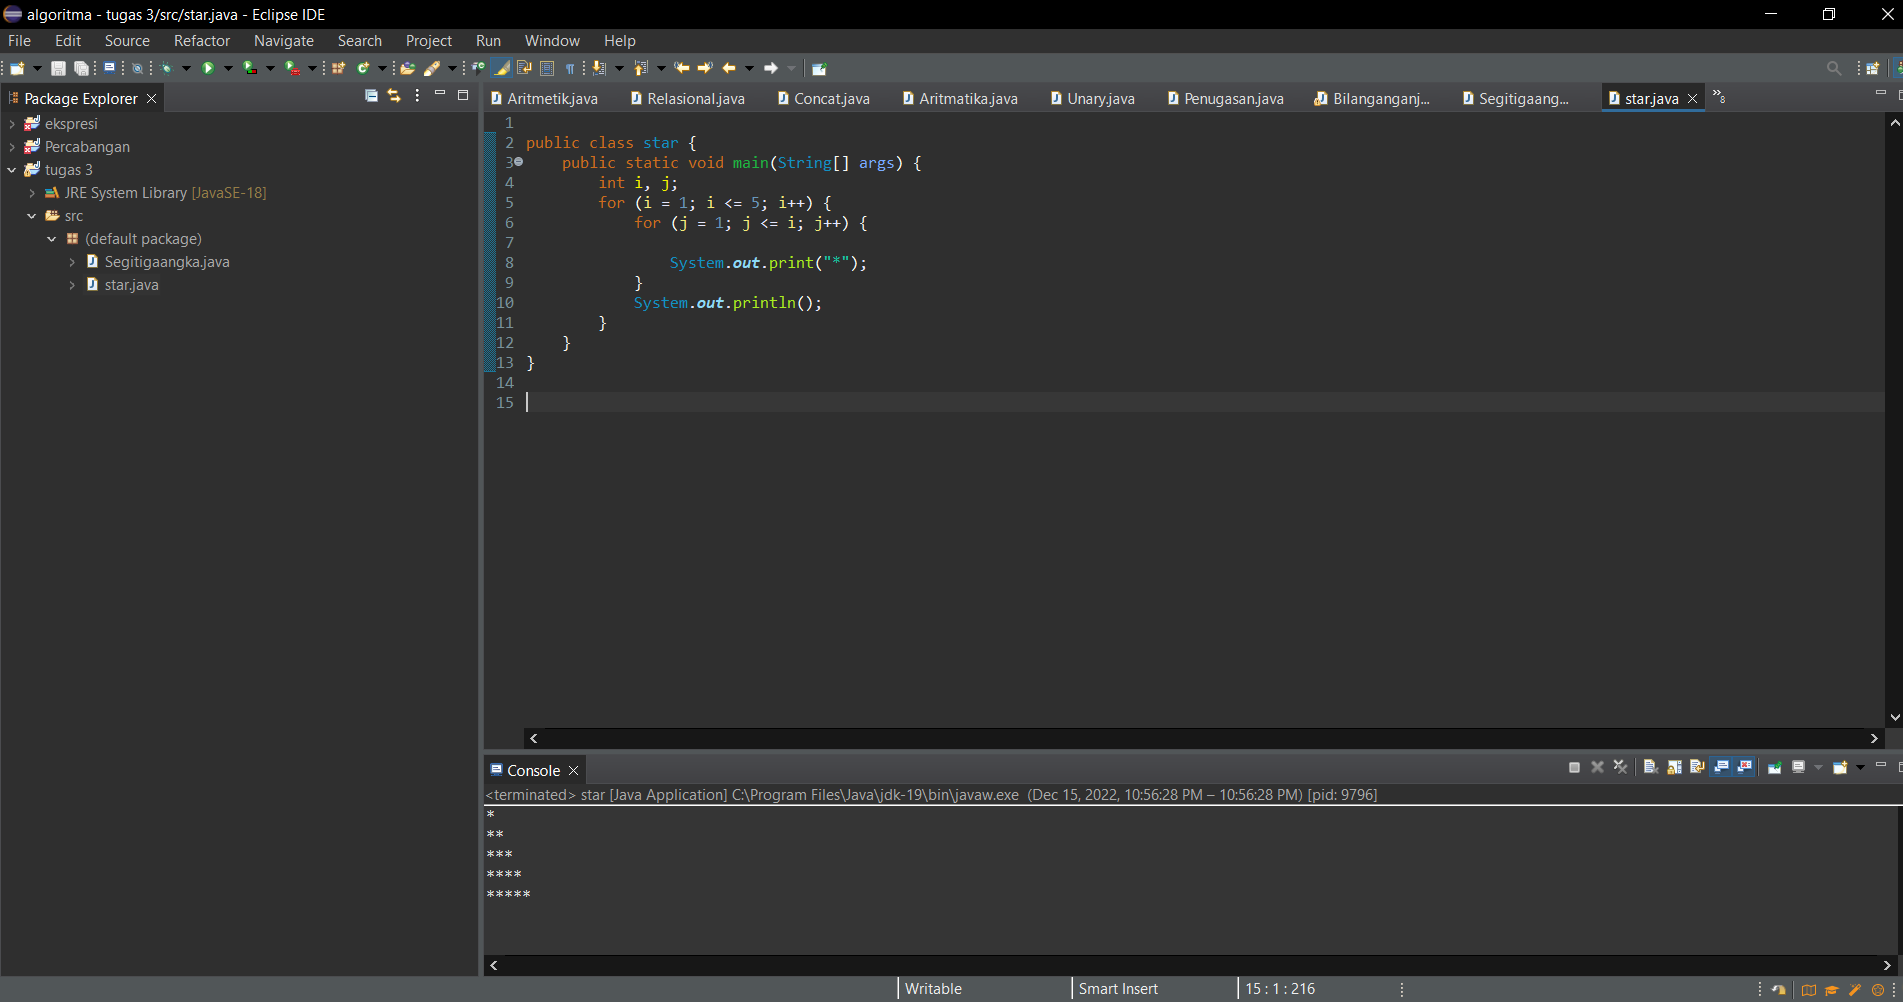 algoritma - tugas 3/src/star.java - Eclipse IDE
File Edit Source Refactor Navigate Search Project Run Window Help
Package Explorer
ekspresi
Percabangan
tugas 3
JRE System Library [JavaSE-18]
src
(default package)
Segitigaangka.java
star.java
Aritmetik.java Relasional.java Concat.java Aritmatika.java Unary.java Penugasan.java Bilanganganj... Segitigaang... star.java »8
1
2 public class star {
3 public static void main(String[] args) {
4 int i, j;
5 for (i = 1; i <= 5; i++) {
6 for (j = 1; j <= i; j++) {
7
8 System.out.print("*");
9 }
10 System.out.println();
11 }
12 }
13 }
14
15
Console
<terminated> star [Java Application] C:\Program Files\Java\jdk-19\bin\javaw.exe (Dec 15, 2022, 10:56:28 PM – 10:56:28 PM) [pid: 9796]
*
**
***
****
*****
Writable Smart Insert 15 : 1 : 216